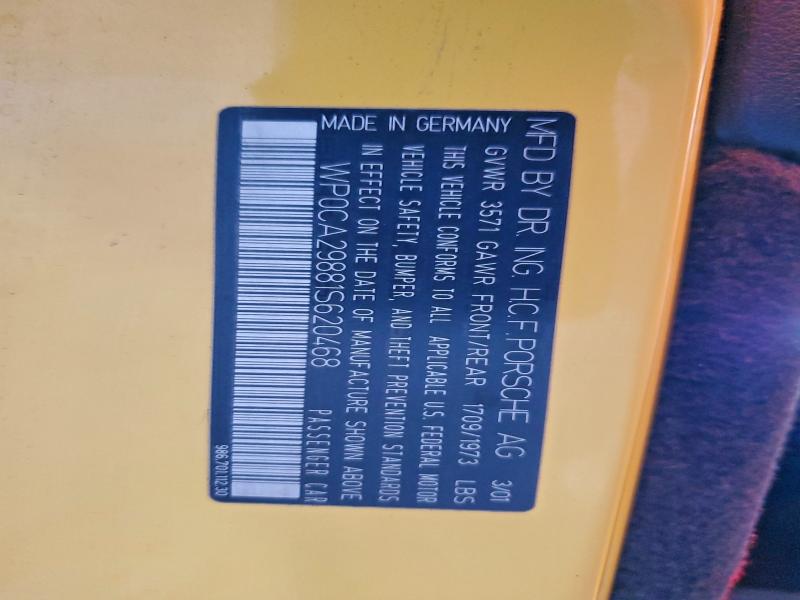 MFD BY DR. ING. H.C.F. PORSCHE AG
GVWR 3571 GAWR FRONT/REAR 1709/1973 LBS 3/01
THIS VEHICLE CONFORMS TO ALL APPLICABLE U.S. FEDERAL MOTOR
VEHICLE SAFETY, BUMPER, AND THEFT PREVENTION STANDARDS
IN EFFECT ON THE DATE OF MANUFACTURE SHOWN ABOVE
WP0CA29881S620468 PASSENGER CAR
MADE IN GERMANY
986.701.112.30